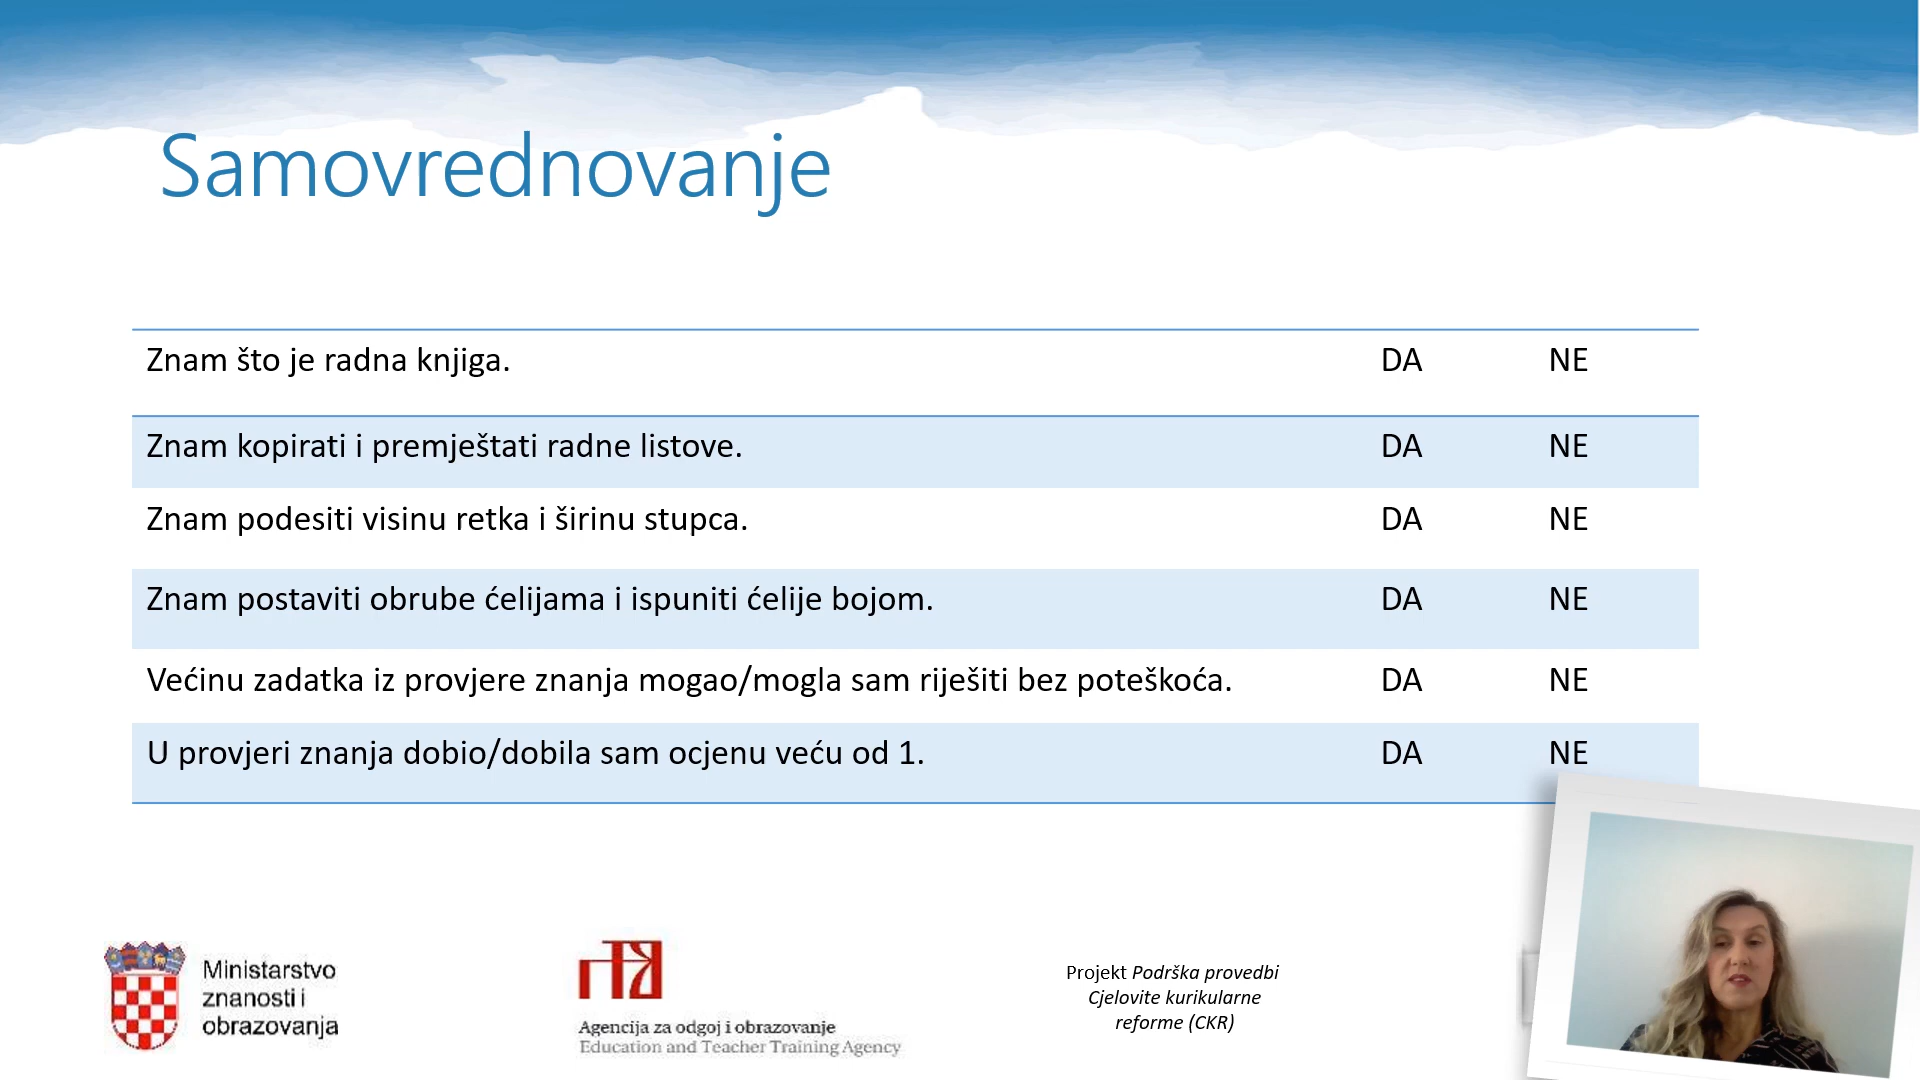 Samovrednovanje
Znam što je radna knjiga. DA NE
Znam kopirati i premještati radne listove. DA NE
Znam podesiti visinu retka i širinu stupca. DA NE
Znam postaviti obrube ćelijama i ispuniti ćelije bojom. DA NE
Većinu zadatka iz provjere znanja mogao/mogla sam riješiti bez poteškoća. DA NE
U provjeri znanja dobio/dobila sam ocjenu veću od 1. DA NE
Ministarstvo
znanosti i
obrazovanja
Agencija za odgoj i obrazovanje
Education and Teacher Training Agency
Projekt Podrška provedbi
Cjelovite kurikularne
reforme (CKR)